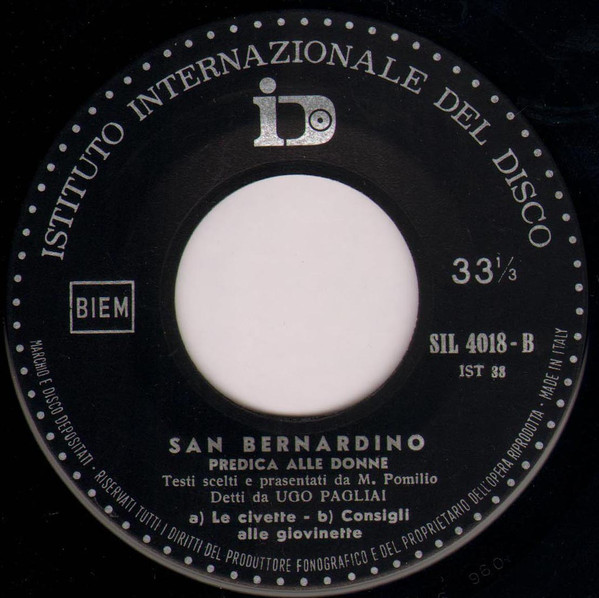 ISTITUTO INTERNAZIONALE DEL DISCO
iD
33 1/3
BIEM
SIL 4018-B
IST 38
SAN BERNARDINO
PREDICA ALLE DONNE
Testi scelti e prasentati da M. Pomilio
Detti da UGO PAGLIAI
a) Le civette - b) Consigli
alle giovinette
MARCHIO E DISCO DEPOSITATI - RISERVATI TUTTI I DIRITTI DEL PRODUTTORE FONOGRAFICO E DEL PROPRIETARIO DELL'OPERA RIPRODOTTA - MADE IN ITALY